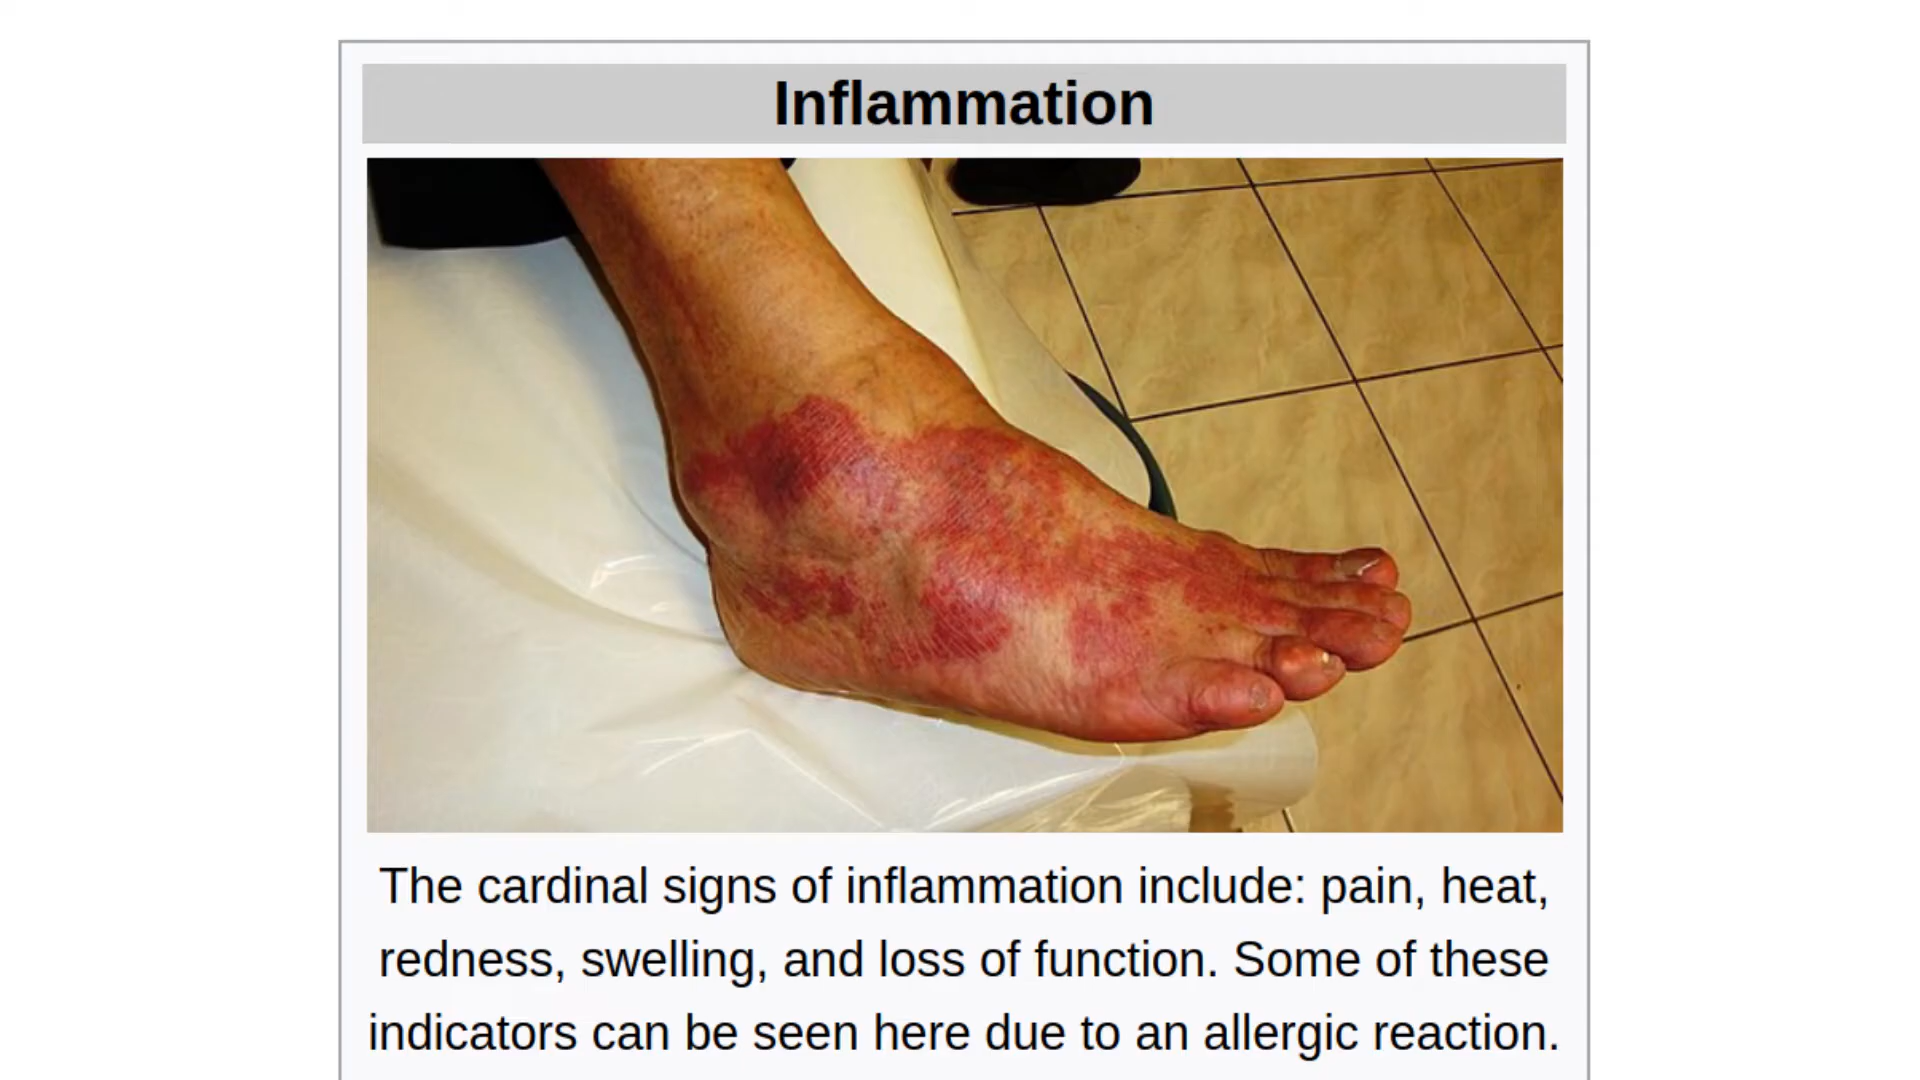 Inflammation
The cardinal signs of inflammation include: pain, heat,
redness, swelling, and loss of function. Some of these
indicators can be seen here due to an allergic reaction.